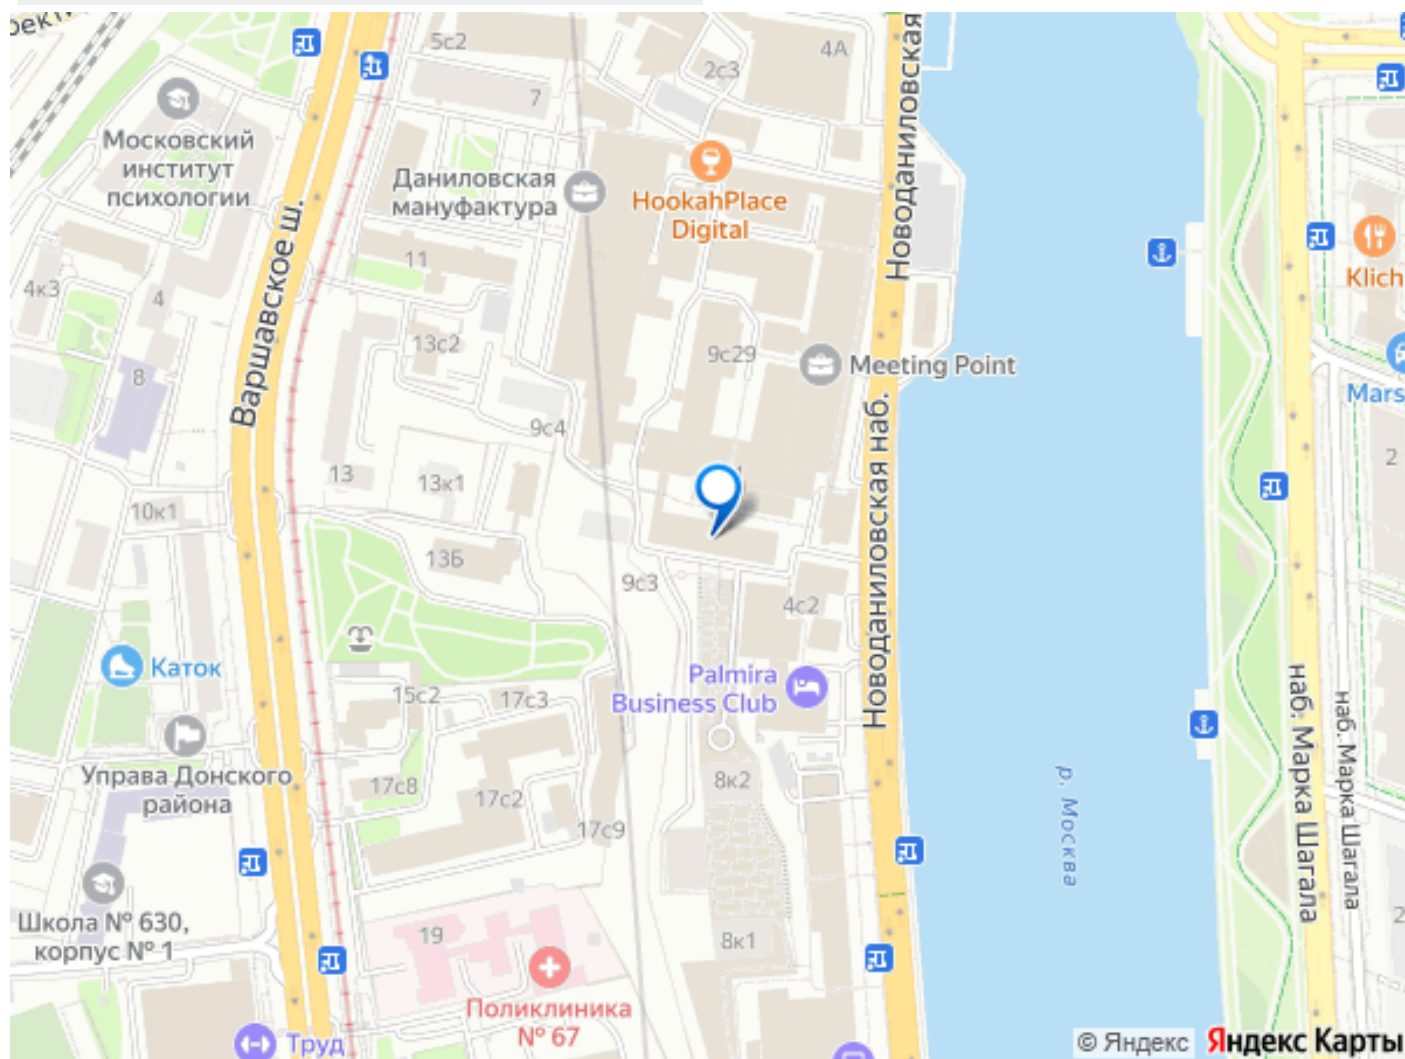 5с2
4А
2с3
7
Московский
институт
психологии
Даниловская
мануфактура
HookahPlace
Digital
Новоданиловская
Варшавское ш.
11
4к3
4
Klich
13с2
9с29
Meeting Point
8
Mars
9с4
Новоданиловская наб.
2
13
13к1
10к1
13Б
9с3
4с2
Каток
Palmira
Business Club
15с2
17с3
наб. Марка Шагала
наб. Марка Шагала
Управа Донского
района
17с8
17с2
8к2
р. Москва
17с9
Школа № 630,
корпус № 1
19
8к1
2
Поликлиника
№ 67
Труд
© Яндекс Яндекс Карты